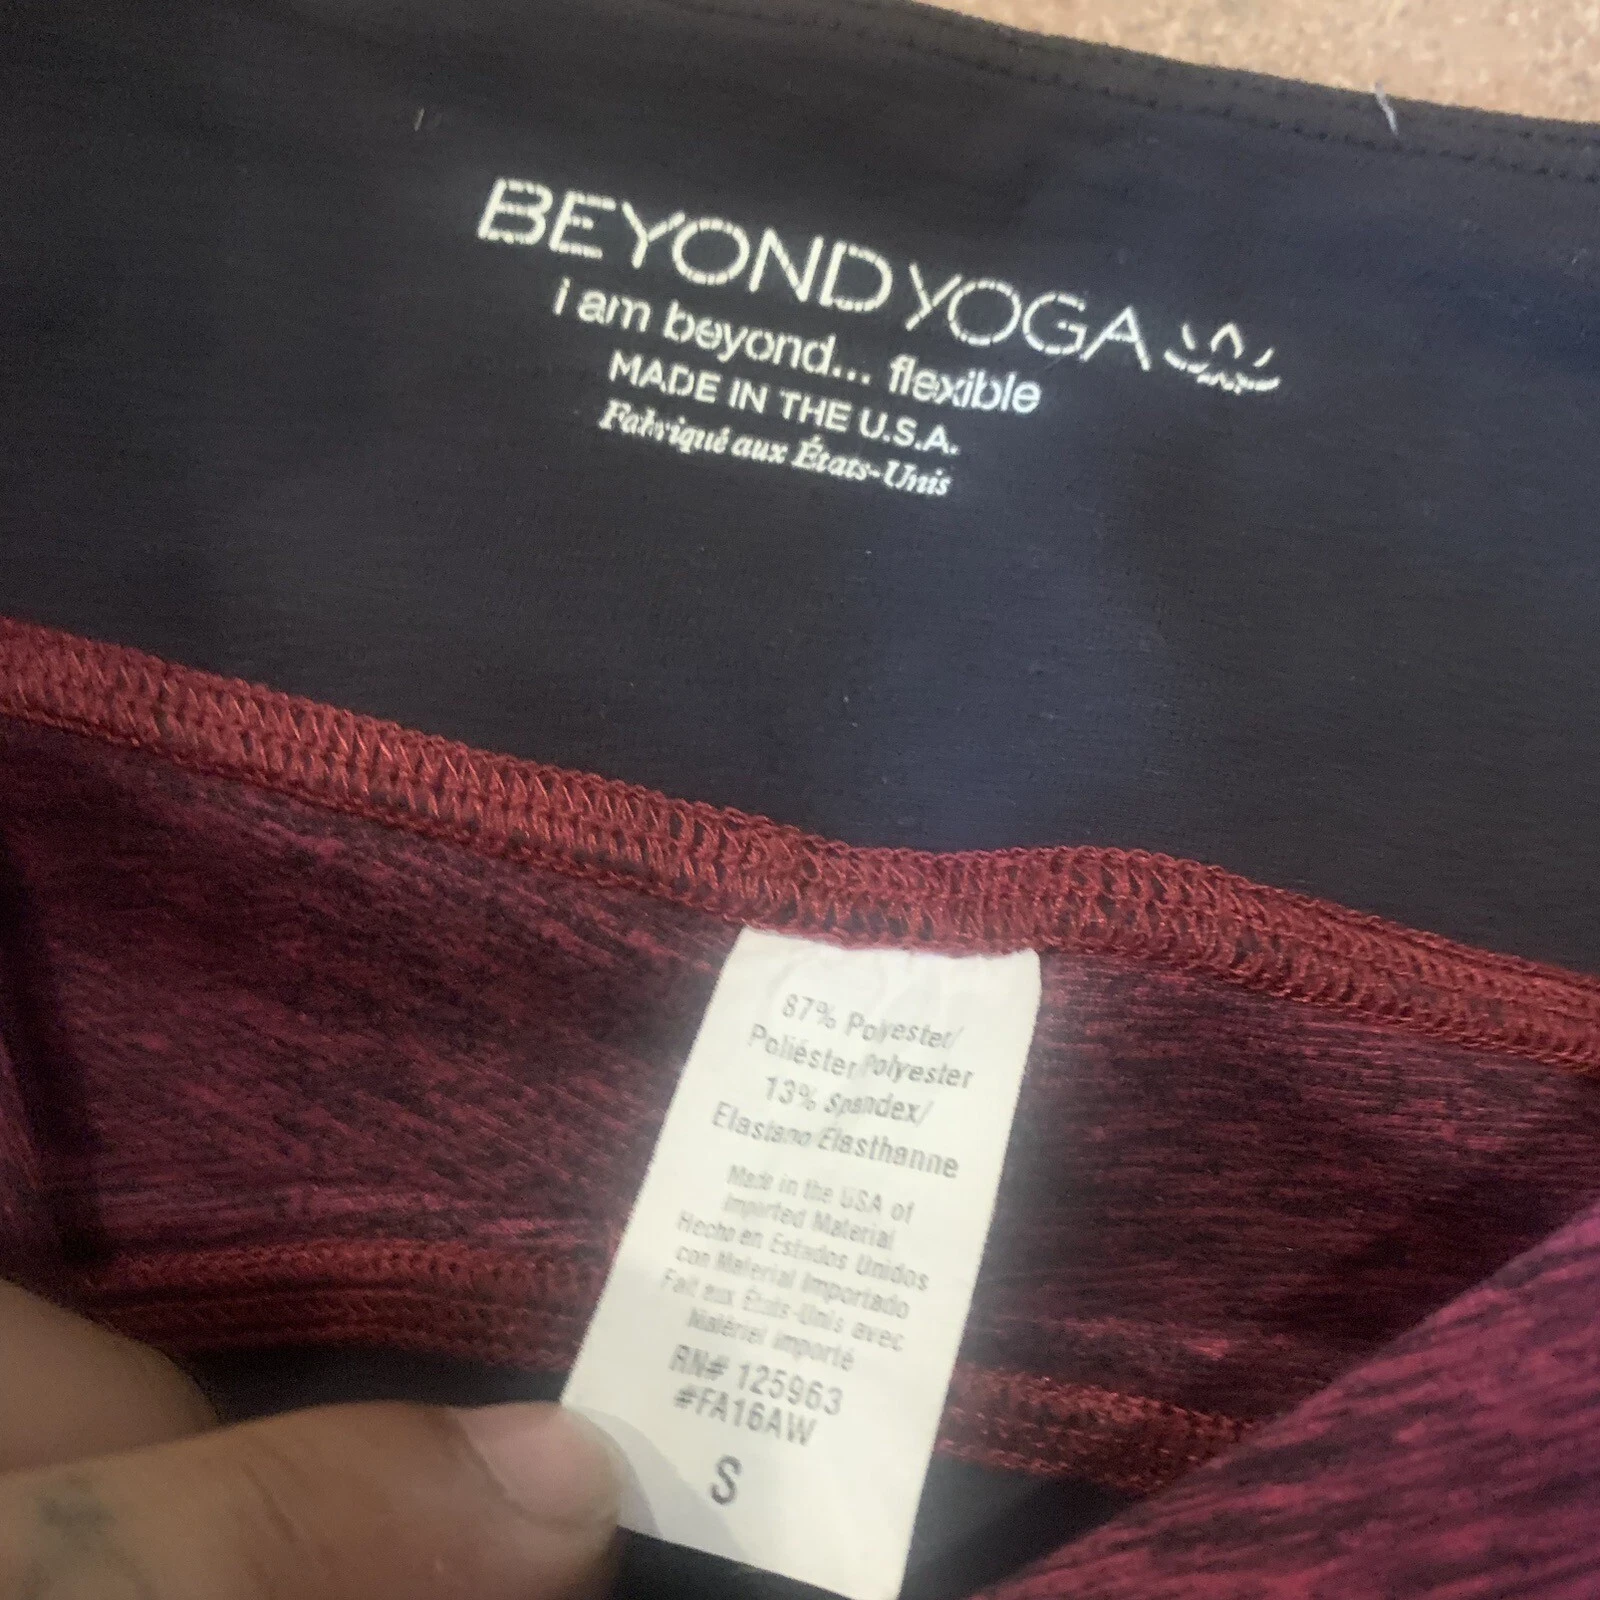 BEYOND YOGA
i am beyond... flexible
MADE IN THE U.S.A.
Fabriqué aux États-Unis
87% Polyester/
Poliéster/Polyester
13% Spandex/
Elastano/Elasthanne
Made in the USA of
Imported Material
Hecho en Estados Unidos
con Material Importado
Fait aux États-Unis avec
Matériel importé
RN# 125963
#FA16AW
S